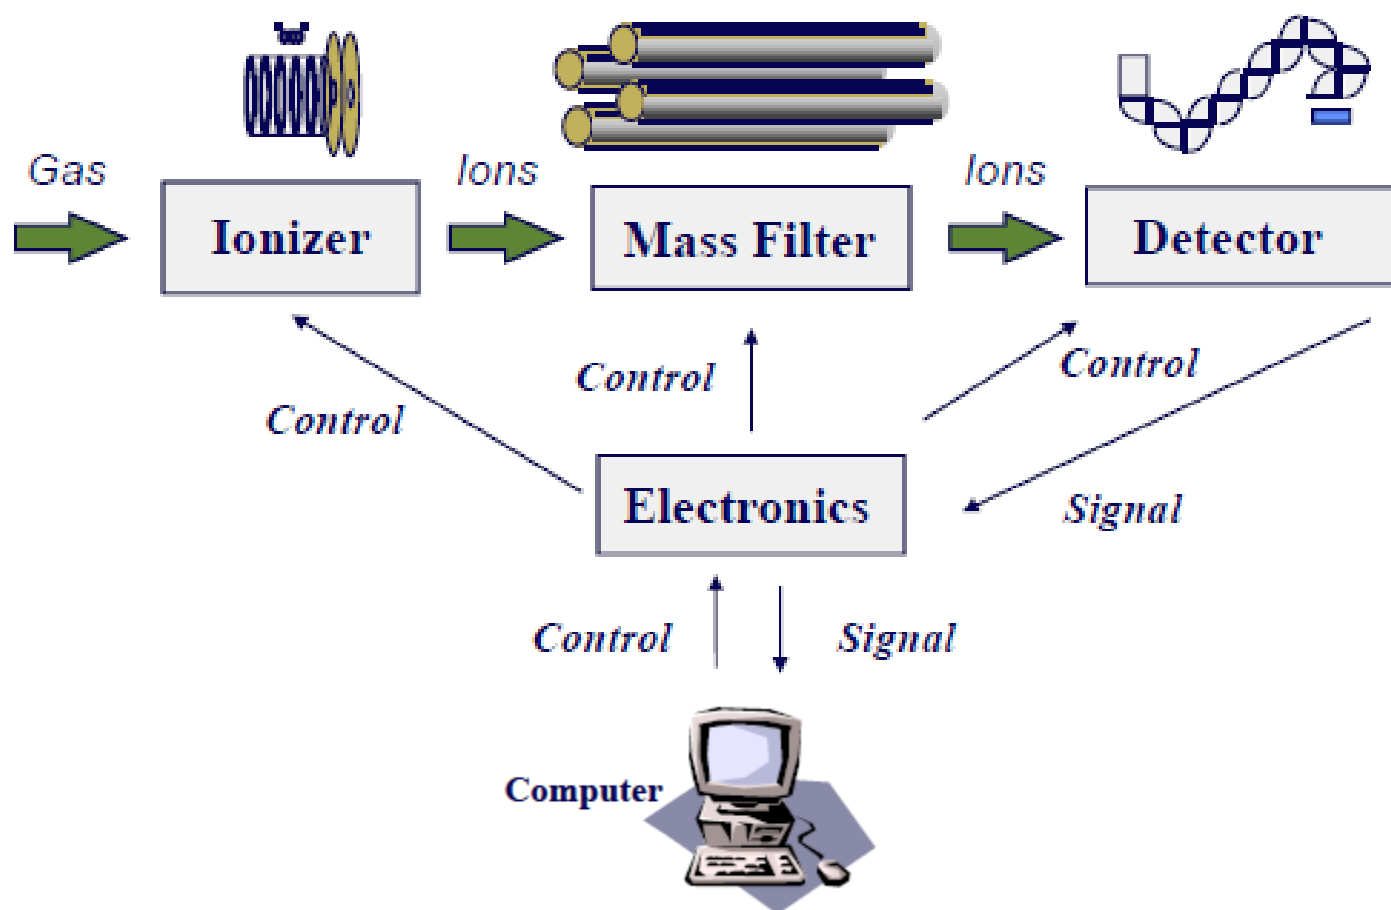 Gas
Ions
Ions
Ionizer
Mass Filter
Detector
Control
Control
Control
Electronics
Signal
Control
Signal
Computer